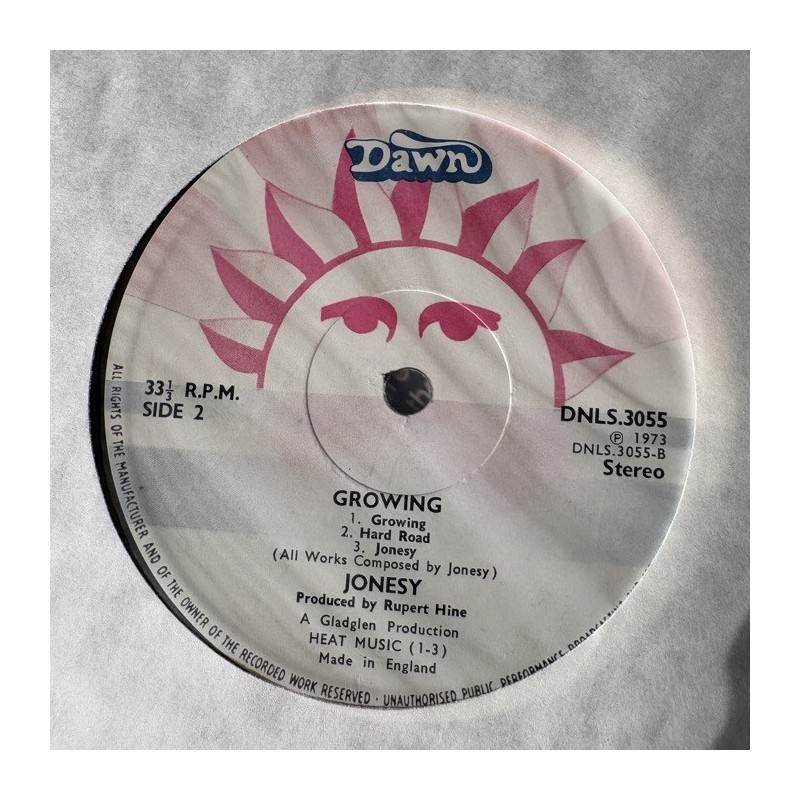 Dawn
33⅓ R.P.M.
SIDE 2
DNLS.3055
Ⓟ 1973
DNLS.3055-B
Stereo
GROWING
1. Growing
2. Hard Road
3. Jonesy
(All Works Composed by Jonesy)
JONESY
Produced by Rupert Hine
A Gladglen Production
HEAT MUSIC (1-3)
Made in England
ALL RIGHTS OF THE MANUFACTURER AND OF THE OWNER OF THE RECORDED WORK RESERVED · UNAUTHORISED PUBLIC PERFORMANCE